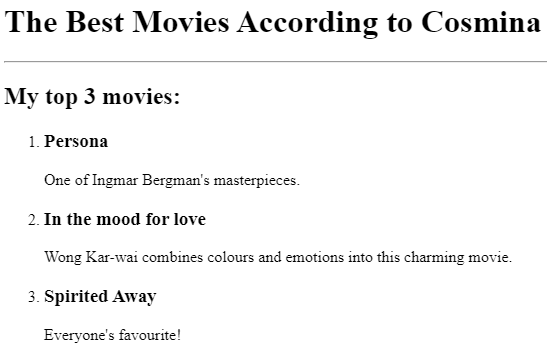 The Best Movies According to Cosmina
My top 3 movies:
1. Persona
One of Ingmar Bergman's masterpieces.
2. In the mood for love
Wong Kar-wai combines colours and emotions into this charming movie.
3. Spirited Away
Everyone's favourite!